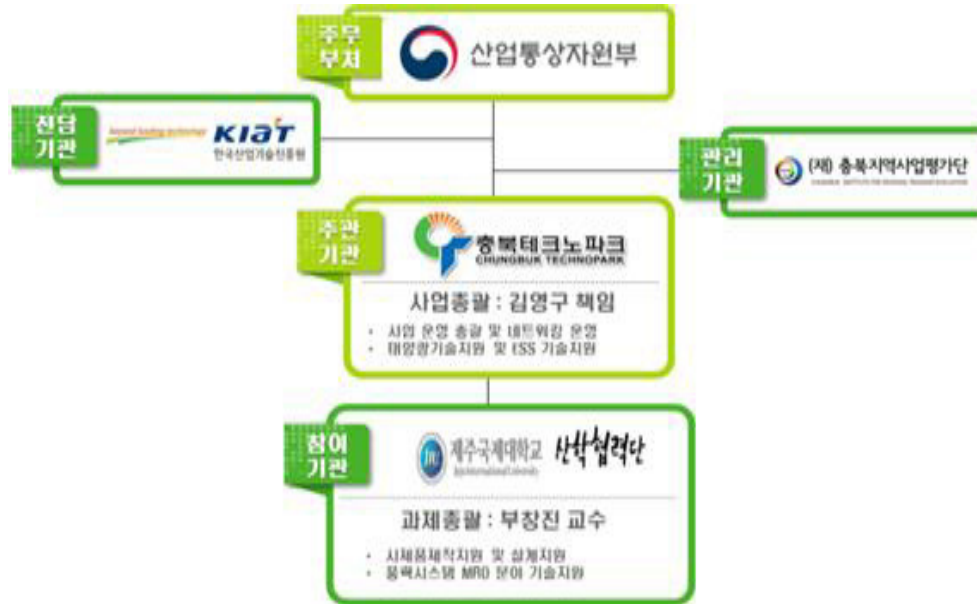 주무
부처
산업통상자원부
전담
기관
KIAT
한국산업기술진흥원
관리
기관
(재) 충북지역사업평가단
주관
기관
충북테크노파크
CHUNGBUK TECHNOPARK
사업총괄 : 김영구 책임
• 사업 운영 총괄 및 네트워킹 운영
• 태양광기술지원 및 ESS 기술지원
참여
기관
제주국제대학교 산학협력단
Jeju International University
과제총괄 : 부창진 교수
• 시제품제작지원 및 설계지원
• 풍력시스템 MRO 분야 기술지원